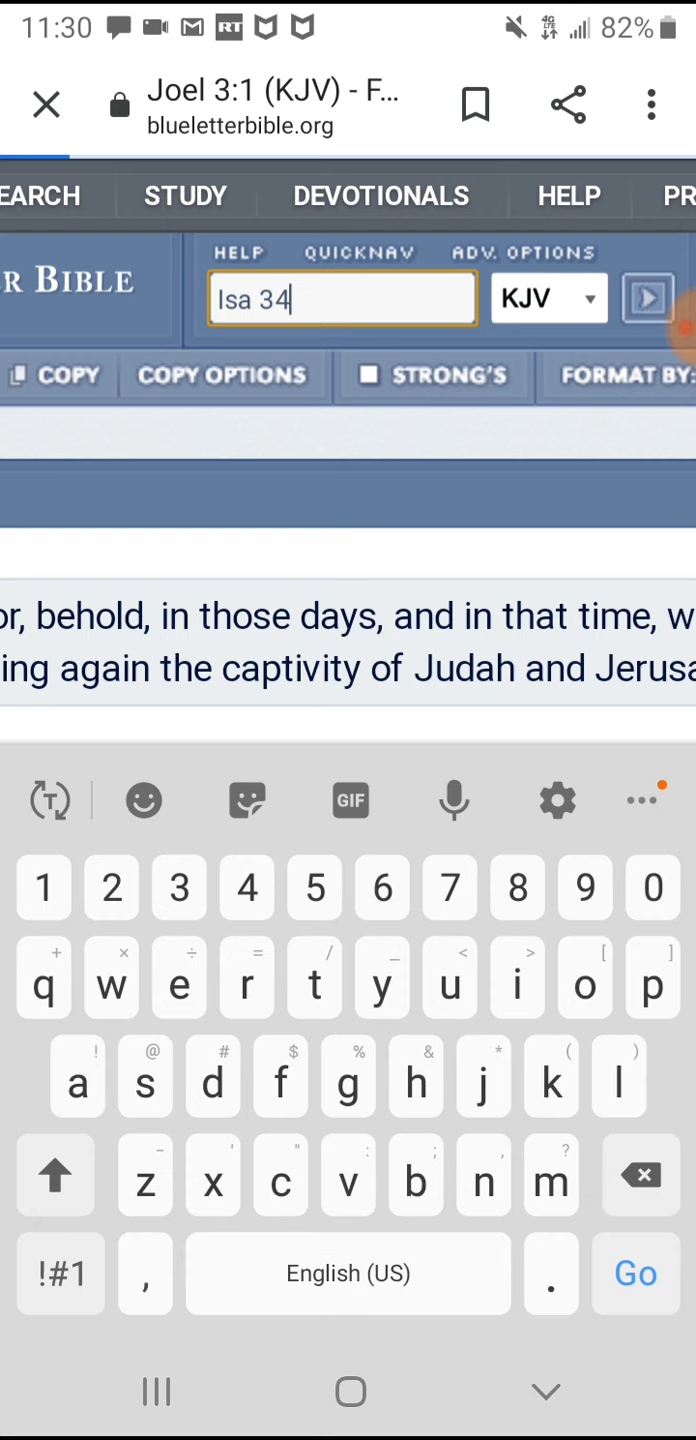 11:30 RT 4G LTE 82%
Joel 3:1 (KJV) - F...
blueletterbible.org
EARCH STUDY DEVOTIONALS HELP PR
HELP QUICKNAV ADV. OPTIONS
R BIBLE
Isa 34 KJV
COPY COPY OPTIONS STRONG'S FORMAT BY:
or, behold, in those days, and in that time, w
ing again the captivity of Judah and Jerusa
T GIF
1 2 3 4 5 6 7 8 9 0
+ × ÷ = / _ < > [ ]
q w e r t y u i o p
! @ # $ % & * ( )
a s d f g h j k l
- ' " : ; , ?
z x c v b n m
!#1 , English (US) . Go